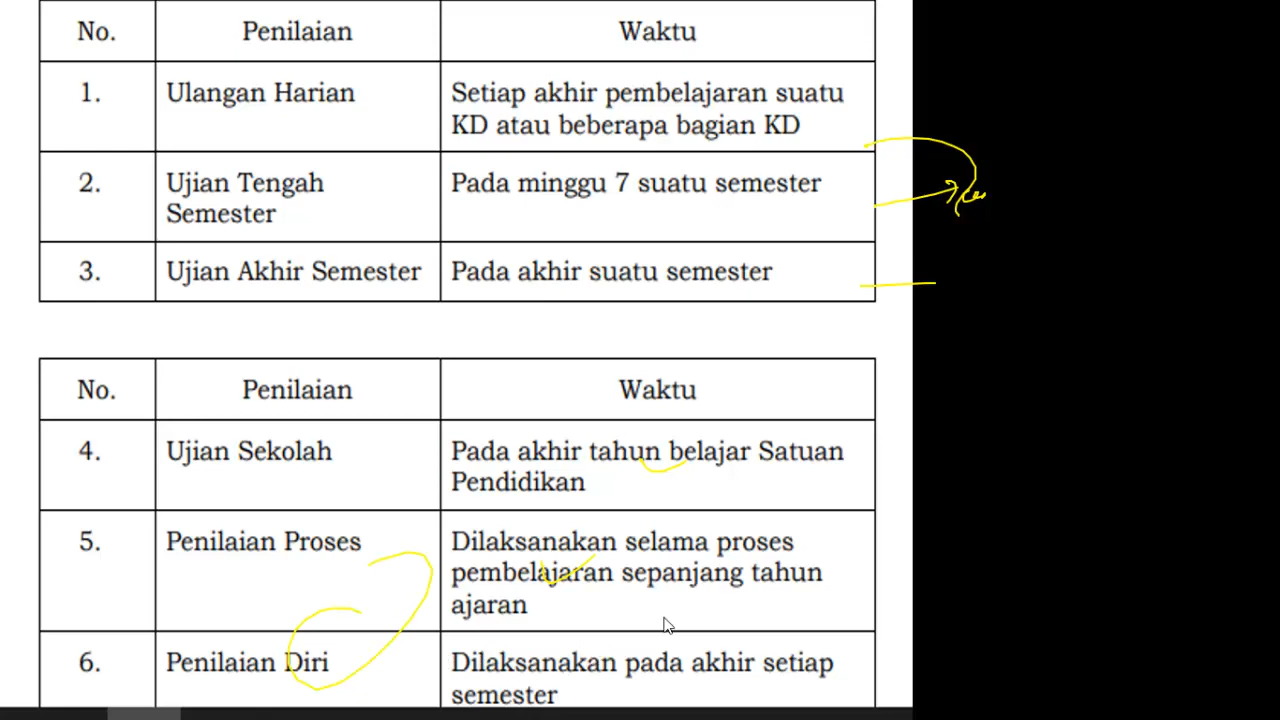 No. Penilaian Waktu
1. Ulangan Harian Setiap akhir pembelajaran suatu
KD atau beberapa bagian KD
2. Ujian Tengah Pada minggu 7 suatu semester
Semester
3. Ujian Akhir Semester Pada akhir suatu semester
No. Penilaian Waktu
4. Ujian Sekolah Pada akhir tahun belajar Satuan
Pendidikan
5. Penilaian Proses Dilaksanakan selama proses
pembelajaran sepanjang tahun
ajaran
6. Penilaian Diri Dilaksanakan pada akhir setiap
semester